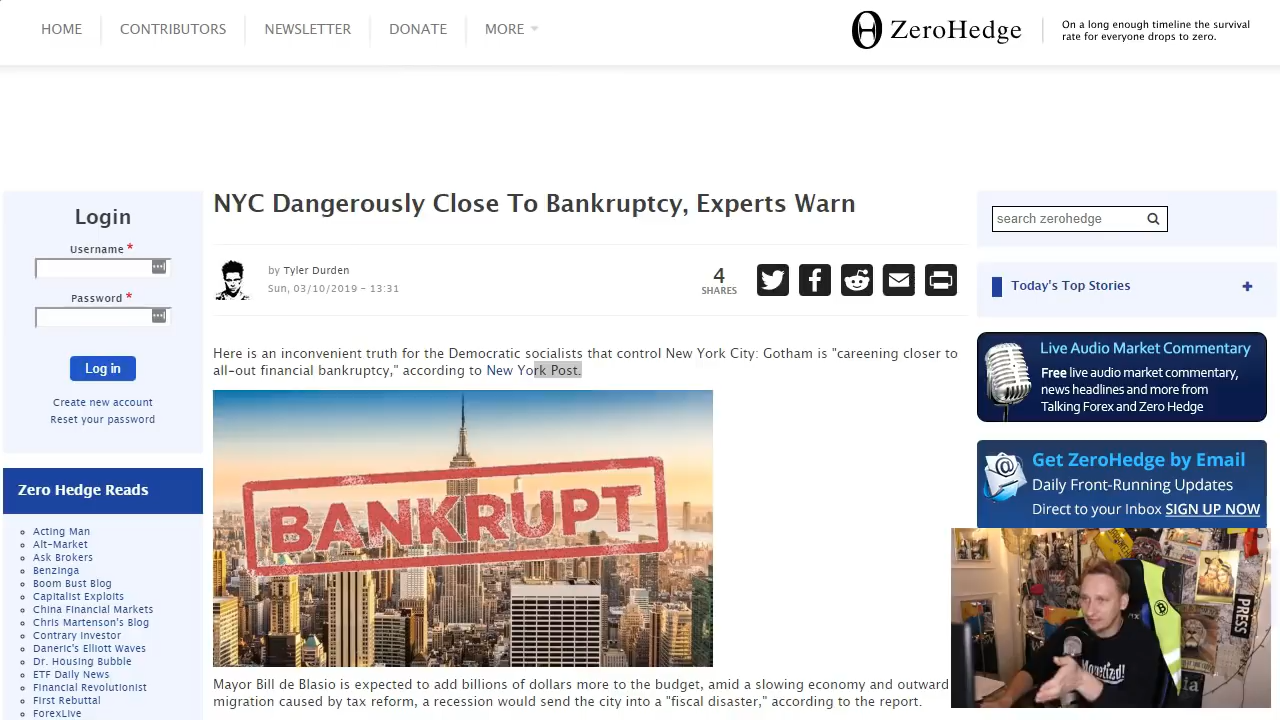 HOME
CONTRIBUTORS
NEWSLETTER
DONATE
MORE
ZeroHedge
On a long enough timeline the survival
rate for everyone drops to zero.
Login
Username *
Password *
Log in
Create new account
Reset your password
Zero Hedge Reads
Acting Man
Alt-Market
Ask Brokers
Benzinga
Boom Bust Blog
Capitalist Exploits
China Financial Markets
Chris Martenson's Blog
Contrary Investor
Daneric's Elliott Waves
Dr. Housing Bubble
ETF Daily News
Financial Revolutionist
First Rebuttal
ForexLive
NYC Dangerously Close To Bankruptcy, Experts Warn
by Tyler Durden
Sun, 03/10/2019 - 13:31
4
SHARES
Here is an inconvenient truth for the Democratic socialists that control New York City: Gotham is "careening closer to
all-out financial bankruptcy," according to New York Post.
BANKRUPT
Mayor Bill de Blasio is expected to add billions of dollars more to the budget, amid a slowing economy and outward
migration caused by tax reform, a recession would send the city into a "fiscal disaster," according to the report.
search zerohedge
Today's Top Stories
+
Live Audio Market Commentary
Free live audio market commentary,
news headlines and more from
Talking Forex and Zero Hedge
Get ZeroHedge by Email
Daily Front-Running Updates
Direct to your Inbox SIGN UP NOW
PRESS
Monetizd!